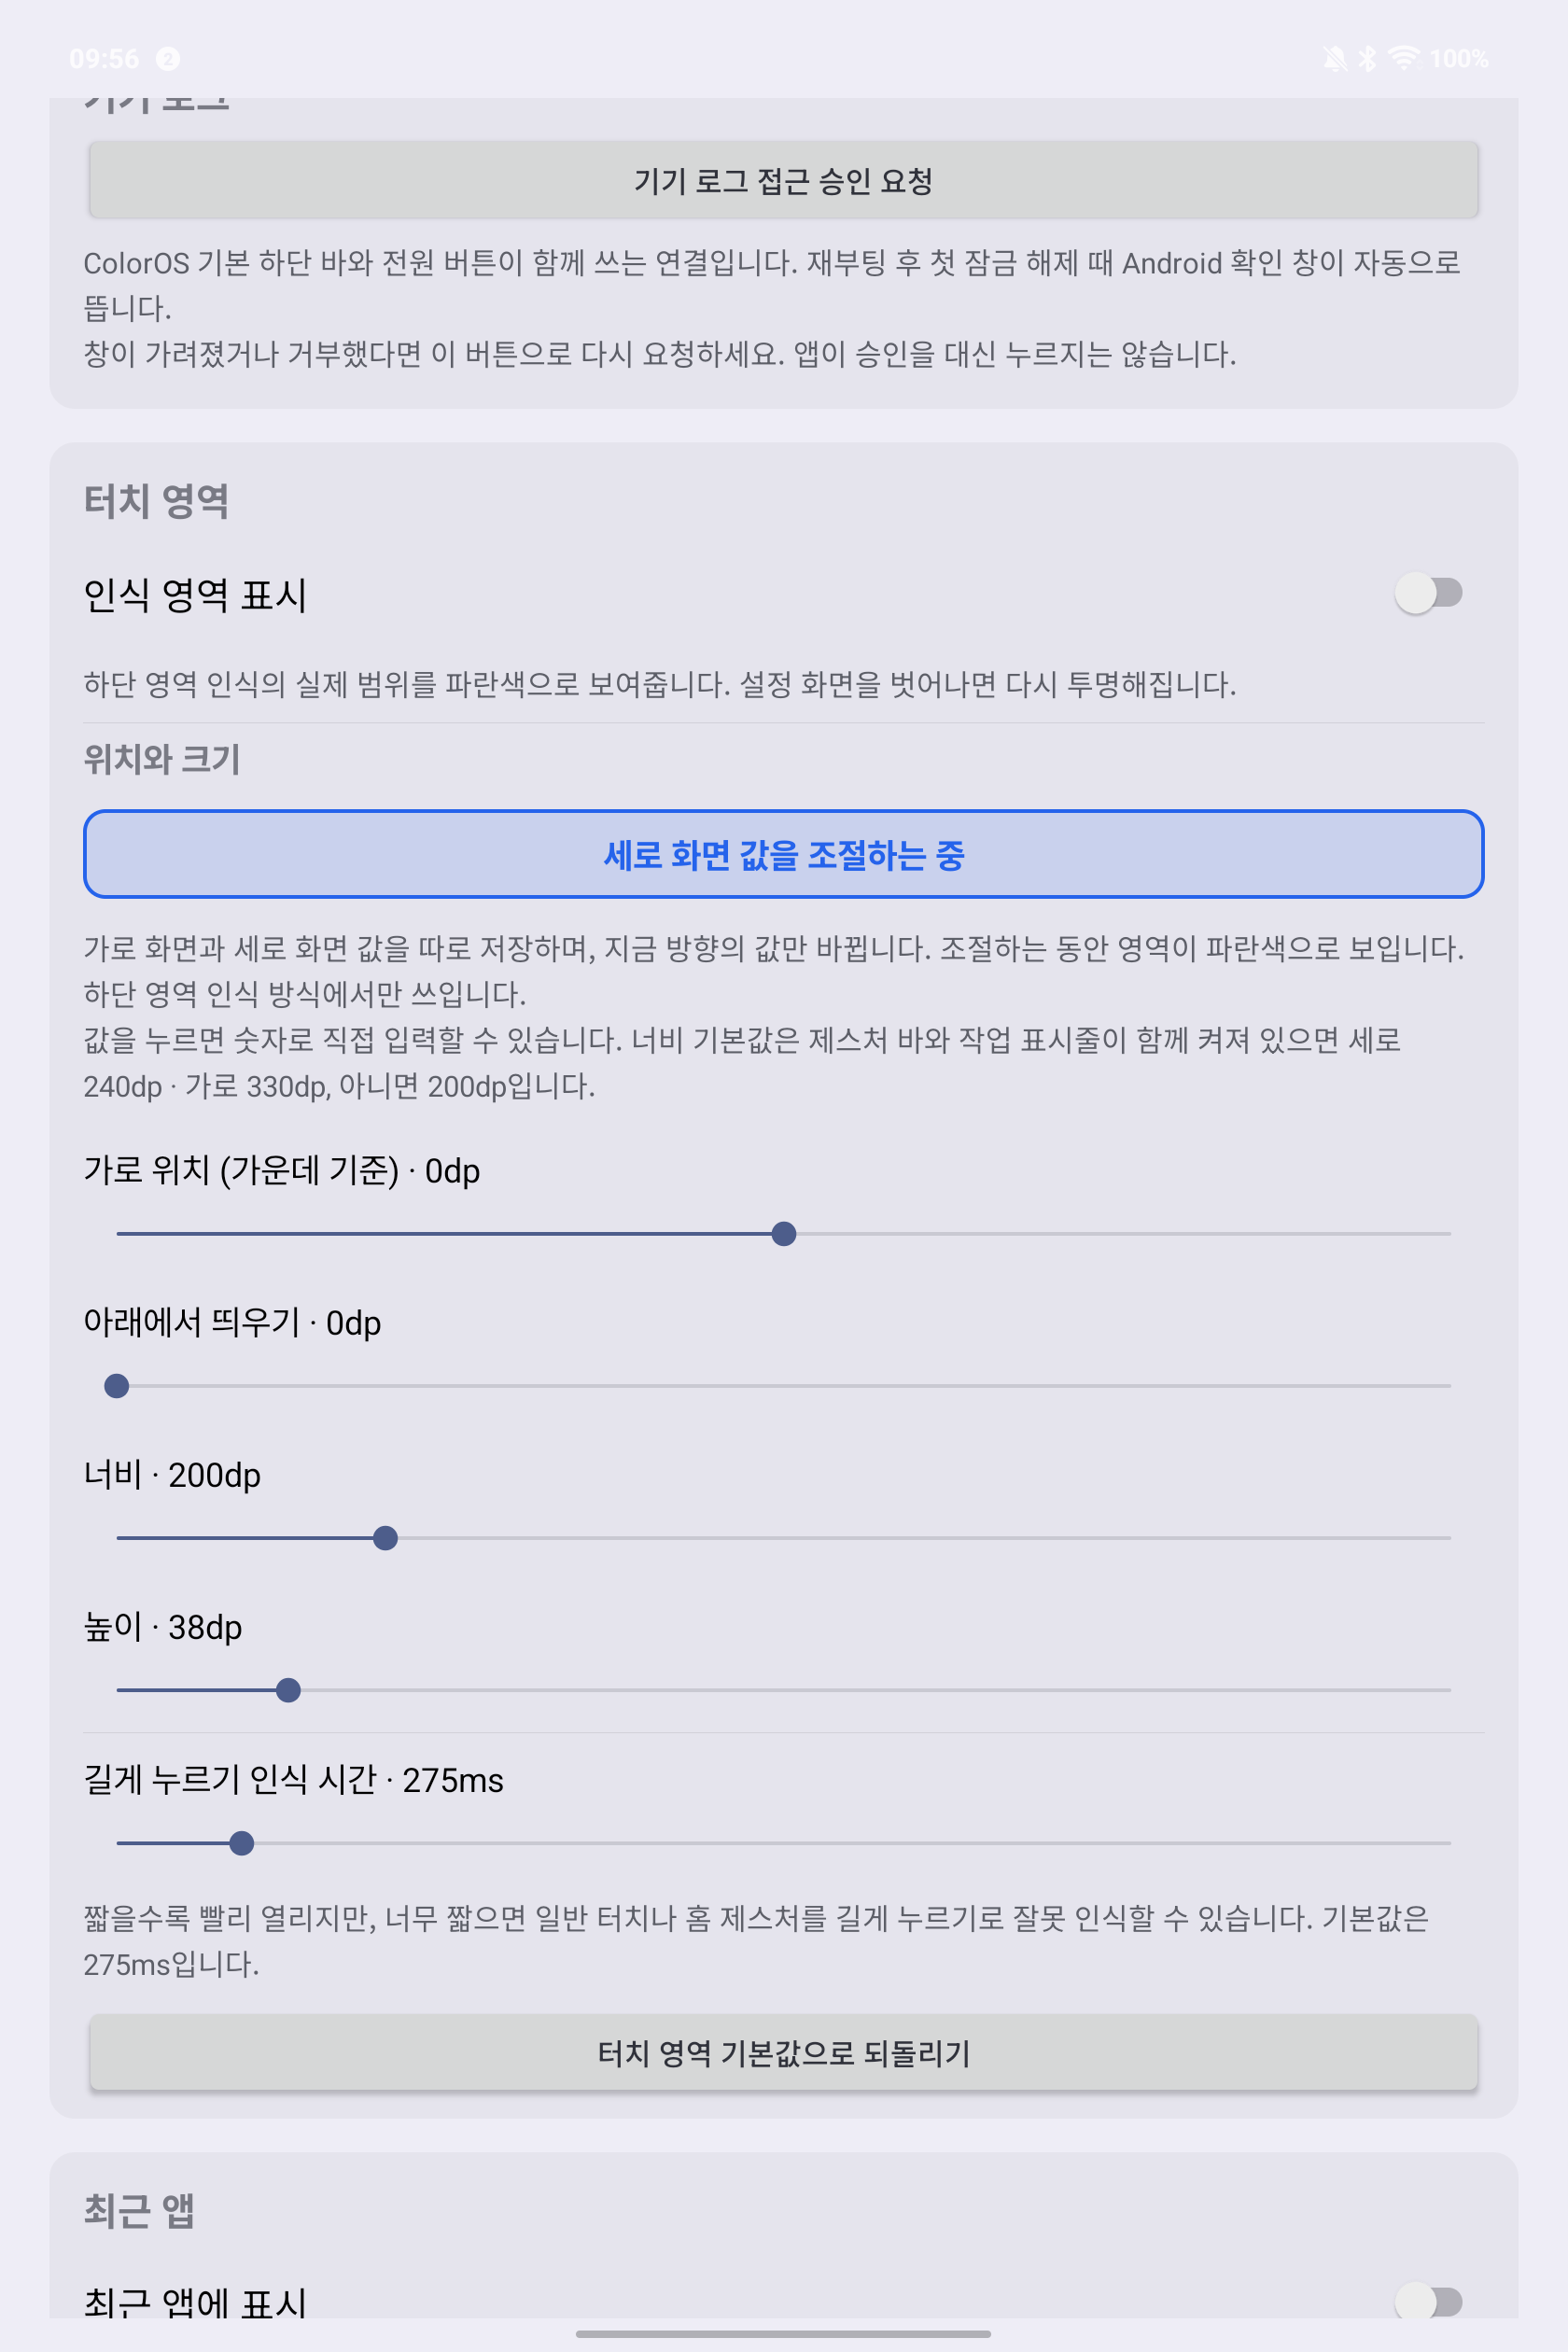 09:56 2 100%
기기 로그
기기 로그 접근 승인 요청
ColorOS 기본 하단 바와 전원 버튼이 함께 쓰는 연결입니다. 재부팅 후 첫 잠금 해제 때 Android 확인 창이 자동으로
뜹니다.
창이 가려졌거나 거부했다면 이 버튼으로 다시 요청하세요. 앱이 승인을 대신 누르지는 않습니다.
터치 영역
인식 영역 표시
하단 영역 인식의 실제 범위를 파란색으로 보여줍니다. 설정 화면을 벗어나면 다시 투명해집니다.
위치와 크기
세로 화면 값을 조절하는 중
가로 화면과 세로 화면 값을 따로 저장하며, 지금 방향의 값만 바뀝니다. 조절하는 동안 영역이 파란색으로 보입니다.
하단 영역 인식 방식에서만 쓰입니다.
값을 누르면 숫자로 직접 입력할 수 있습니다. 너비 기본값은 제스처 바와 작업 표시줄이 함께 켜져 있으면 세로
240dp · 가로 330dp, 아니면 200dp입니다.
가로 위치 (가운데 기준) · 0dp
아래에서 띄우기 · 0dp
너비 · 200dp
높이 · 38dp
길게 누르기 인식 시간 · 275ms
짧을수록 빨리 열리지만, 너무 짧으면 일반 터치나 홈 제스처를 길게 누르기로 잘못 인식할 수 있습니다. 기본값은
275ms입니다.
터치 영역 기본값으로 되돌리기
최근 앱
최근 앱에 표시